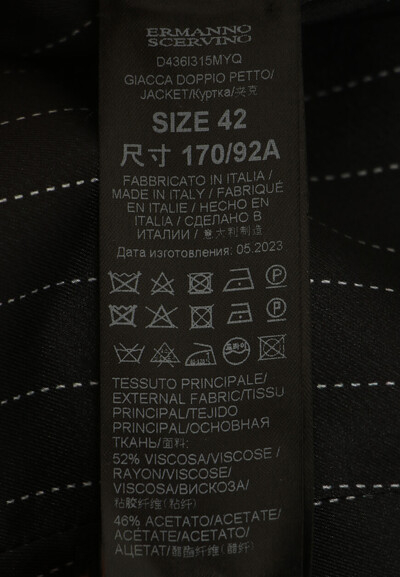 ERMANNO
SCERVINO
D436I315MYQ
GIACCA DOPPIO PETTO/
JACKET/Куртка/夹克
SIZE 42
尺寸 170/92A
FABBRICATO IN ITALIA /
MADE IN ITALY / FABRIQUÉ
EN ITALIE / HECHO EN
ITALIA / СДЕЛАНО В
ИТАЛИИ / 意大利制造
Дата изготовления: 05.2023
TESSUTO PRINCIPALE/
EXTERNAL FABRIC/TISSU
PRINCIPAL/TEJIDO
PRINCIPAL/ОСНОВНАЯ
ТКАНЬ/面料:
52% VISCOSA/VISCOSE /
RAYON/VISCOSE/
VISCOSA/ВИСКОЗА/
粘胶纤维(粘纤)
46% ACETATO/ACETATE/
ACÉTATE/ACETATO/
АЦЕТАТ/醋酯纤维(醋纤)